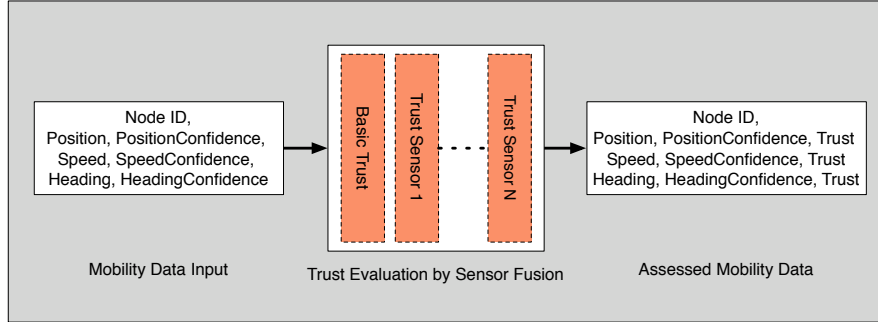 Node ID,
Position, PositionConfidence,
Speed, SpeedConfidence,
Heading, HeadingConfidence
Basic Trust
Trust Sensor 1
Trust Sensor N
Node ID,
Position, PositionConfidence, Trust
Speed, SpeedConfidence, Trust
Heading, HeadingConfidence, Trust
Mobility Data Input
Trust Evaluation by Sensor Fusion
Assessed Mobility Data